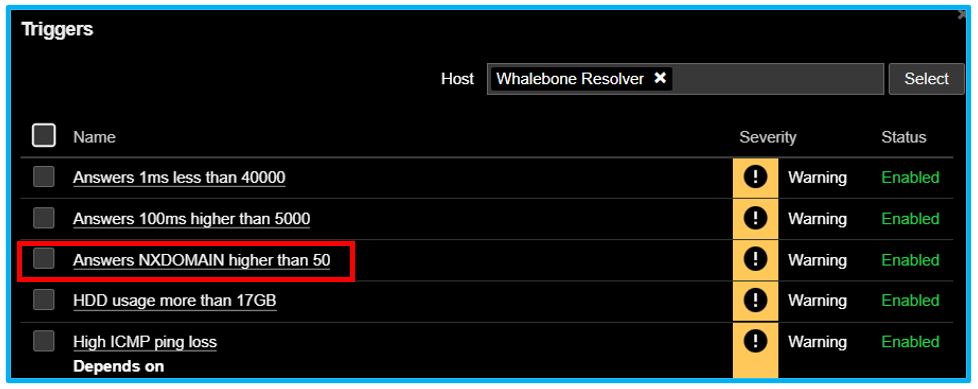 Triggers
Host Whalebone Resolver Select
Name Severity Status
Answers 1ms less than 40000 Warning Enabled
Answers 100ms higher than 5000 Warning Enabled
Answers NXDOMAIN higher than 50 Warning Enabled
HDD usage more than 17GB Warning Enabled
High ICMP ping loss Warning Enabled
Depends on